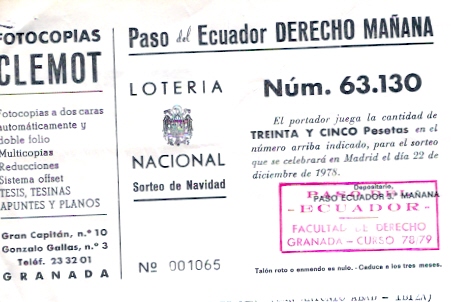 FOTOCOPIAS
CLEMOT
Fotocopias a dos caras
automáticamente y
doble folio
Multicopias
Reducciones
Sistema offset
TESIS, TESINAS
APUNTES Y PLANOS
Gran Capitán, n.º 10
Gonzalo Gallas, n.º 3
Teléf. 23 32 01
GRANADA
Paso del Ecuador DERECHO MAÑANA
LOTERIA
NACIONAL
Sorteo de Navidad
Nº 001065
Núm. 63.130
El portador juega la cantidad de
TREINTA Y CINCO Pesetas en el
número arriba indicado, para el sorteo
que se celebrará en Madrid el día 22 de
diciembre de 1978.
Depositario,
PASO ECUADOR 3. MAÑANA
PASO DEL
- ECUADOR -
FACULTAD DE DERECHO
GRANADA - CURSO 78/79
Talón roto o enmendo es nulo. - Caduca a los tres meses.